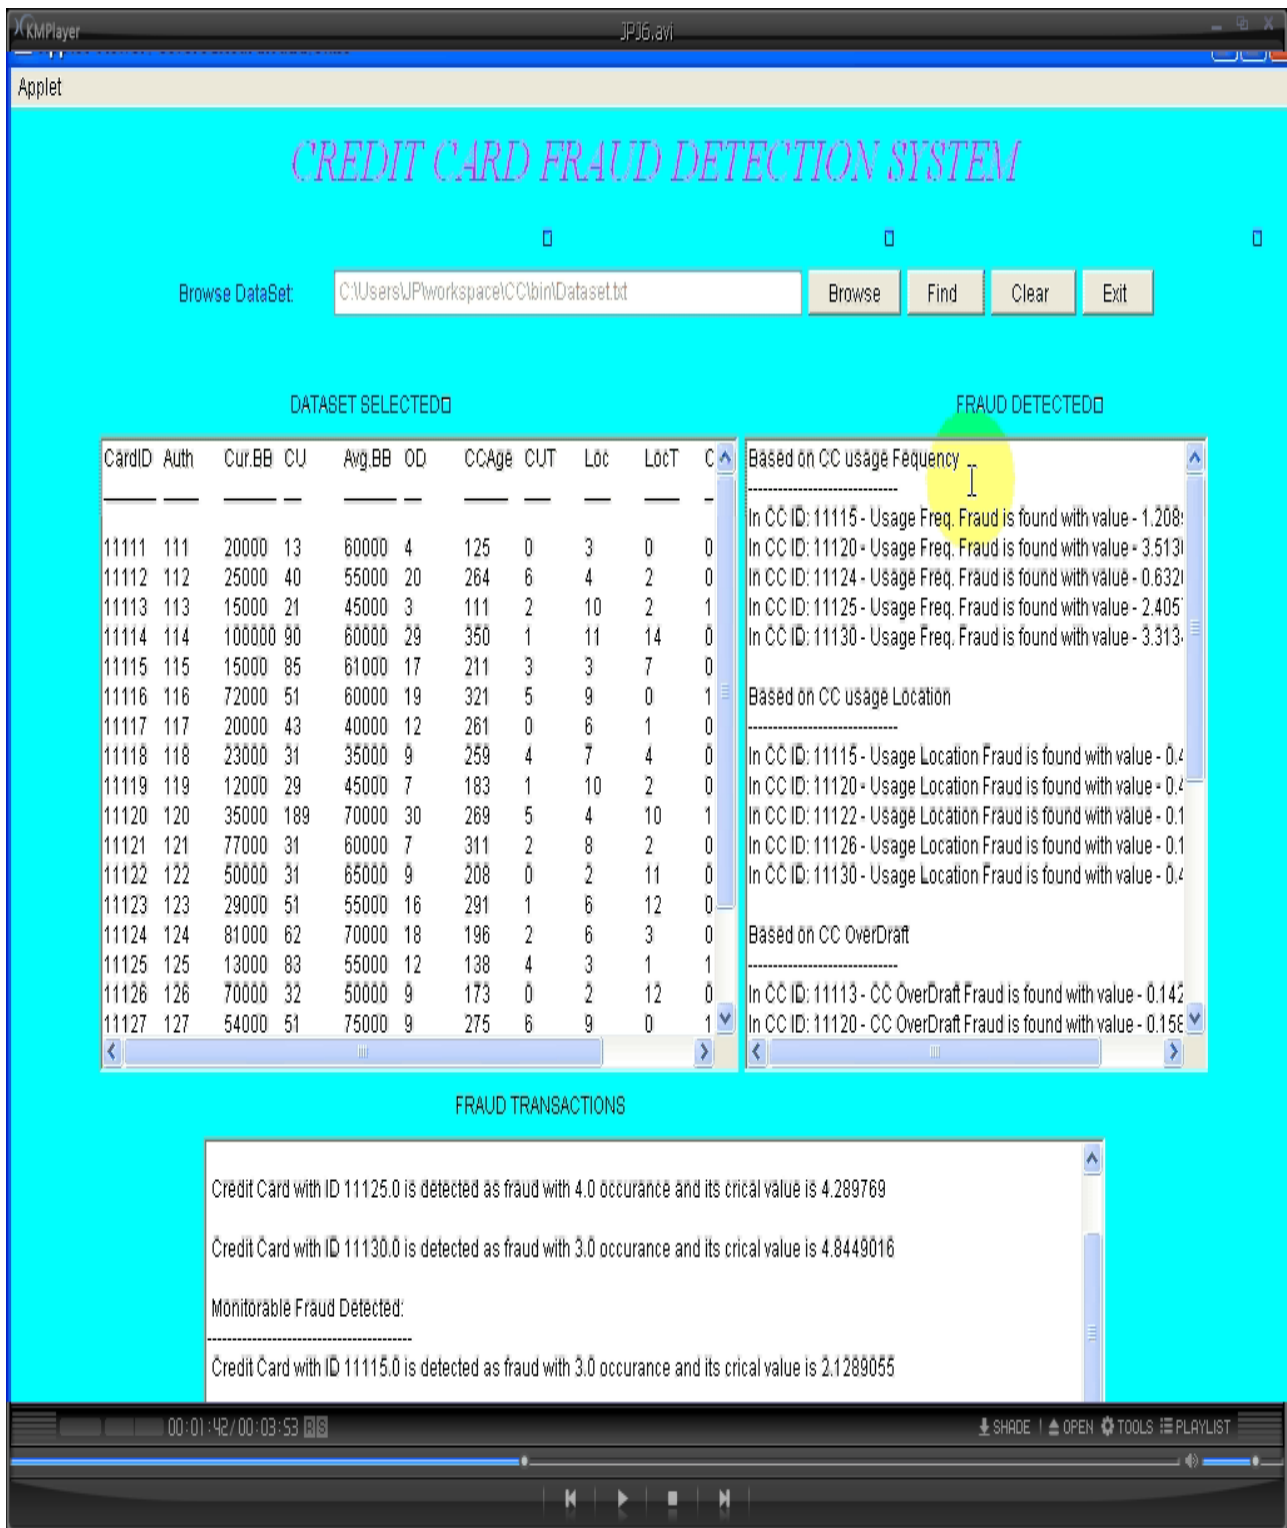 KMPlayer
JPJ6.avi
Applet
CREDIT CARD FRAUD DETECTION SYSTEM
Browse DataSet:
C:\Users\JP\workspace\CC\bin\Dataset.txt
Browse Find Clear Exit
DATASET SELECTED
CardID Auth Cur.BB CU Avg.BB OD CCAge CUT Loc LocT C
11111 111 20000 13 60000 4 125 0 3 0 0
11112 112 25000 40 55000 20 264 6 4 2 0
11113 113 15000 21 45000 3 111 2 10 2 1
11114 114 100000 90 60000 29 350 1 11 14 0
11115 115 15000 85 61000 17 211 3 3 7 0
11116 116 72000 51 60000 19 321 5 9 0 1
11117 117 20000 43 40000 12 261 0 6 1 0
11118 118 23000 31 35000 9 259 4 7 4 0
11119 119 12000 29 45000 7 183 1 10 2 0
11120 120 35000 189 70000 30 269 5 4 10 1
11121 121 77000 31 60000 7 311 2 8 2 0
11122 122 50000 31 65000 9 208 0 2 11 0
11123 123 29000 51 55000 16 291 1 6 12 0
11124 124 81000 62 70000 18 196 2 6 3 0
11125 125 13000 83 55000 12 138 4 3 1 1
11126 126 70000 32 50000 9 173 0 2 12 0
11127 127 54000 51 75000 9 275 6 9 0 1
FRAUD DETECTED
Based on CC usage Fequency
------------------------------
In CC ID: 11115 - Usage Freq. Fraud is found with value - 1.208
In CC ID: 11120 - Usage Freq. Fraud is found with value - 3.513
In CC ID: 11124 - Usage Freq. Fraud is found with value - 0.632
In CC ID: 11125 - Usage Freq. Fraud is found with value - 2.405
In CC ID: 11130 - Usage Freq. Fraud is found with value - 3.313
Based on CC usage Location
------------------------------
In CC ID: 11115 - Usage Location Fraud is found with value - 0.4
In CC ID: 11120 - Usage Location Fraud is found with value - 0.4
In CC ID: 11122 - Usage Location Fraud is found with value - 0.1
In CC ID: 11126 - Usage Location Fraud is found with value - 0.1
In CC ID: 11130 - Usage Location Fraud is found with value - 0.4
Based on CC OverDraft
------------------------------
In CC ID: 11113 - CC OverDraft Fraud is found with value - 0.142
In CC ID: 11120 - CC OverDraft Fraud is found with value - 0.158
FRAUD TRANSACTIONS
Credit Card with ID 11125.0 is detected as fraud with 4.0 occurance and its crical value is 4.289769
Credit Card with ID 11130.0 is detected as fraud with 3.0 occurance and its crical value is 4.8449016
Monitorable Fraud Detected:
-----------------------------------------
Credit Card with ID 11115.0 is detected as fraud with 3.0 occurance and its crical value is 2.1289055
00:01:42/00:03:53 R S
SHADE OPEN TOOLS PLAYLIST